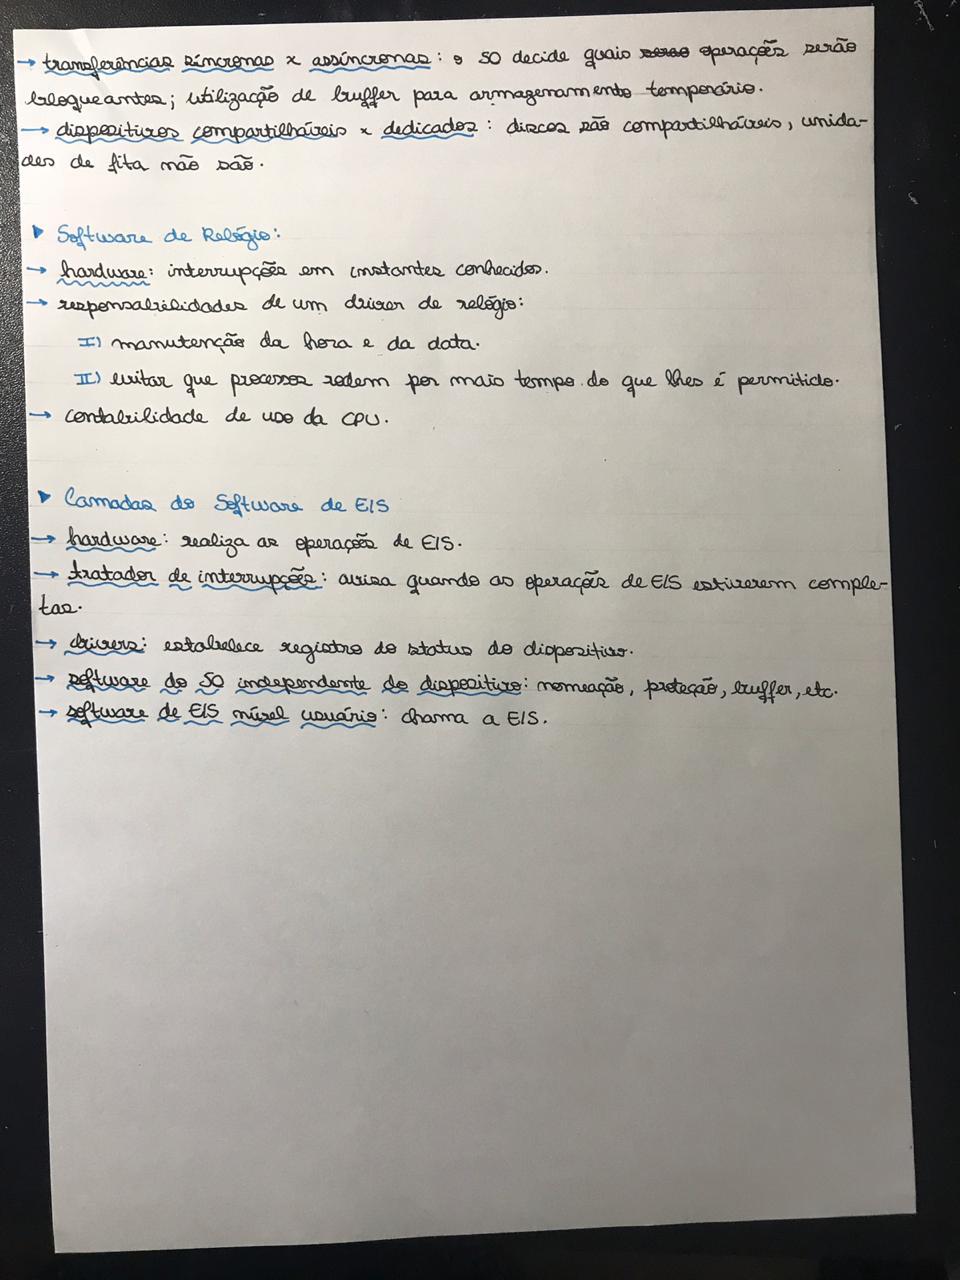 → transferências síncronas x assíncronas: o SO decide quais operações serão
bloqueantes; utilização de buffer para armazenamento temporário.
→ dispositivos compartilháveis x dedicados: discos são compartilháveis, unida-
des de fita não são.
▶ Software de Relógio:
→ hardware: interrupções em instantes conhecidos.
→ responsabilidades de um driver de relógio:
I) manutenção da hora e da data.
II) evitar que processos rodem por mais tempo do que lhes é permitido.
→ contabilidade de uso da CPU.
▶ Camadas do Software de E/S
→ hardware: realiza as operações de E/S.
→ tratador de interrupções: avisa quando as operações de E/S estiverem comple-
tas.
→ drivers: estabelece registro do status do dispositivo.
→ software do SO independente do dispositivo: nomeação, proteção, buffer, etc.
→ software de E/S nível usuário: chama a E/S.